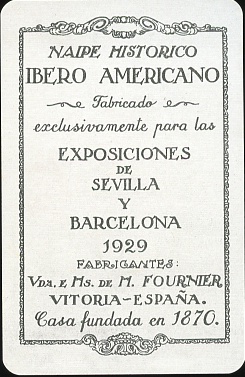 NAIPE HISTORICO
IBERO AMERICANO
Fabricado
exclusivamente para las
EXPOSICIONES
DE
SEVILLA
Y
BARCELONA
1929
FABRIGANTES:
VDA. E Hs. DE H. FOURNIER
VITORIA-ESPAÑA.
Casa fundada en 1870.